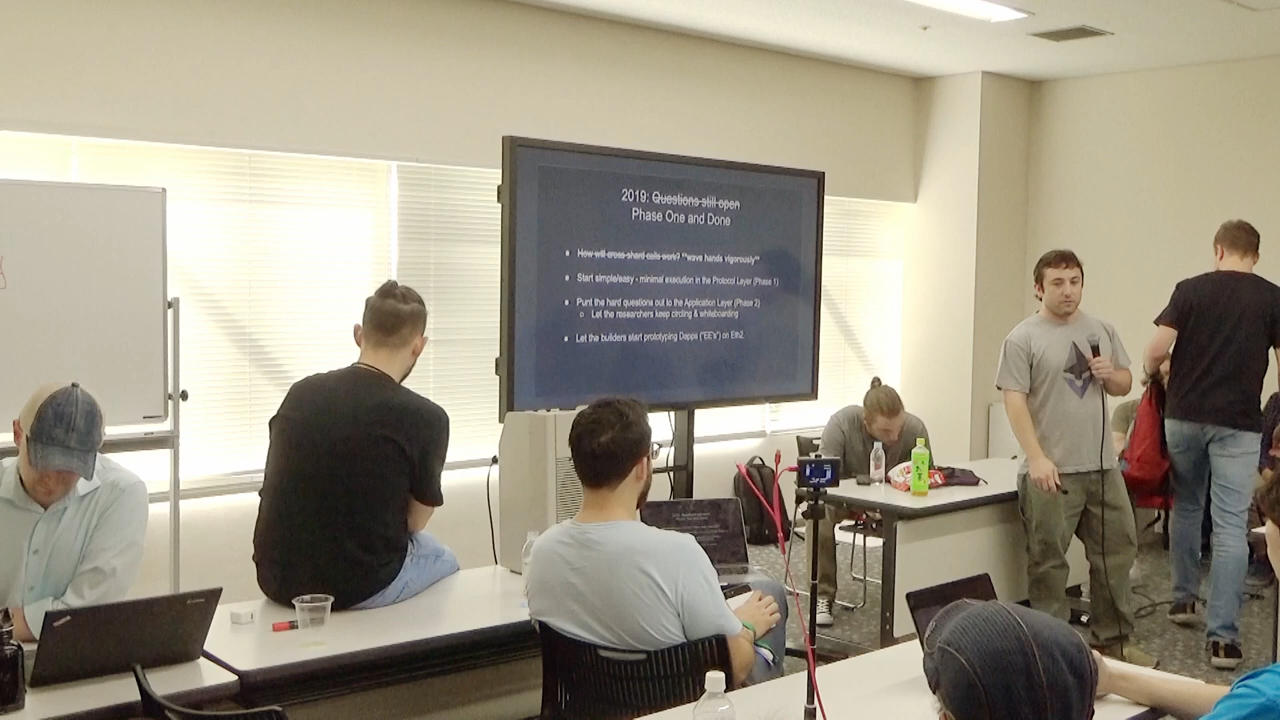 2019: Questions still open
Phase One and Done
How will cross-shard calls work? **wave hands vigorously**
Start simple/easy - minimal execution in the Protocol Layer (Phase 1)
Punt the hard questions out to the Application Layer (Phase 2)
Let the researchers keep circling & whiteboarding
Let the builders start prototyping Dapps ("EE's") on Eth2.
ThinkPad